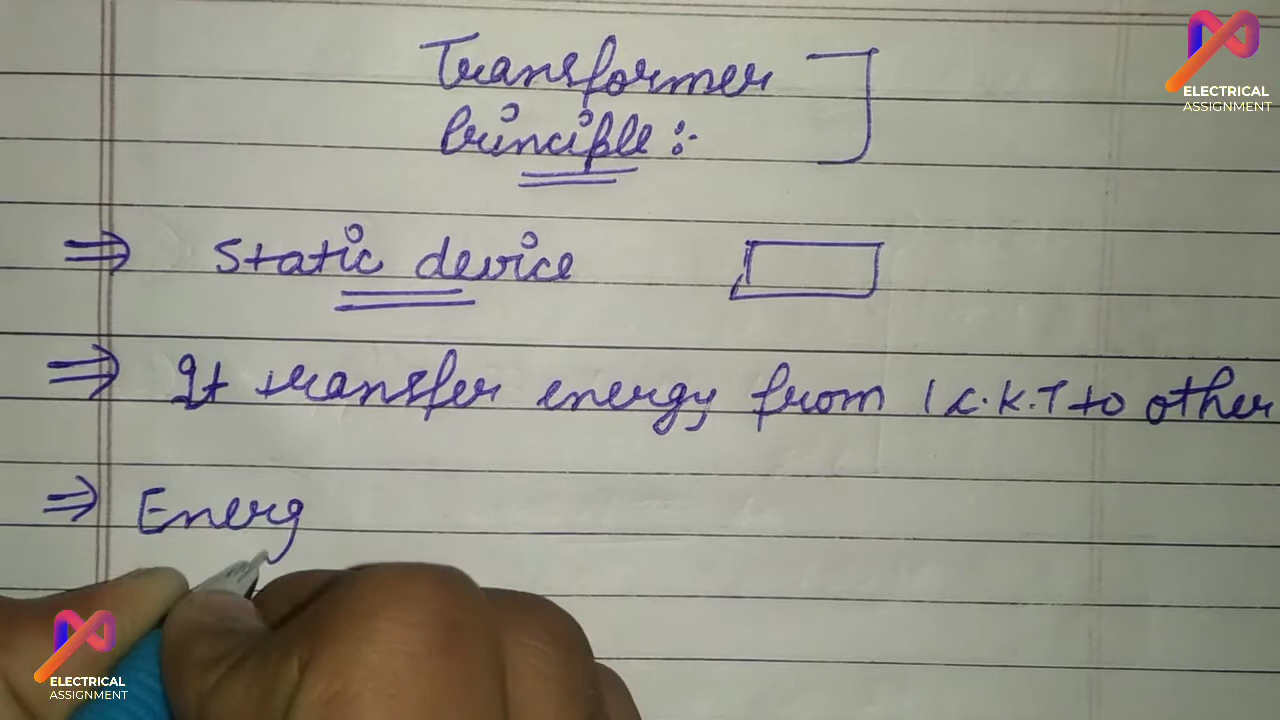 Transformer
Principle :-
ELECTRICAL
ASSIGNMENT
⇒ Static device
⇒ It transfer energy from 1 C.K.T to other
⇒ Energ
ELECTRICAL
ASSIGNMENT